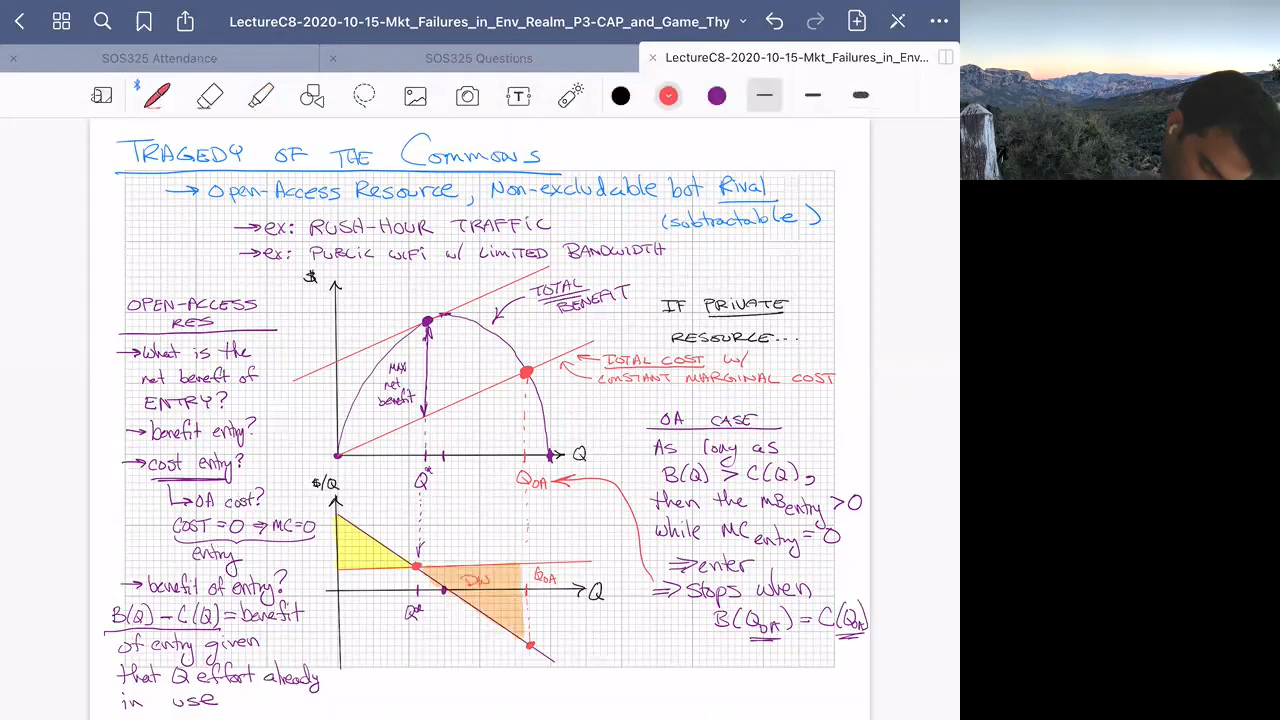 LectureC8-2020-10-15-Mkt_Failures_in_Env_Realm_P3-CAP_and_Game_Thy
SOS325 Attendance
SOS325 Questions
LectureC8-2020-10-15-Mkt_Failures_in_Env...
TRAGEDY OF THE COMMONS
→ Open-Access Resource, Non-excludable bot Rival
(subtractable)
→ex: RUSH-HOUR TRAFFIC
→ex: PUBLIC WIFI w/ LIMITED BANDWIDTH
$
TOTAL
BENEFIT
MAX
net
benefit
Q
Q*
QOA
TOTAL COST w/
CONSTANT MARGINAL COST
OPEN-ACCESS
RES
→What is the
net beneft of
ENTRY?
→benefit entry?
→cost entry?
↳OA cost?
COST = 0 ⇒ MC=0
entry
→benefit of entry?
B(Q) - C(Q) = benefit
of entry given
that Q effort already
in use
$/Q
DW
QOA
Q
Q*
IF PRIVATE
RESOURCE...
OA CASE
As long as
B(Q) > C(Q),
then the MBentry >0
while MCentry = 0
⇒enter
⇒ stops when
B(QOA) = C(QOA)